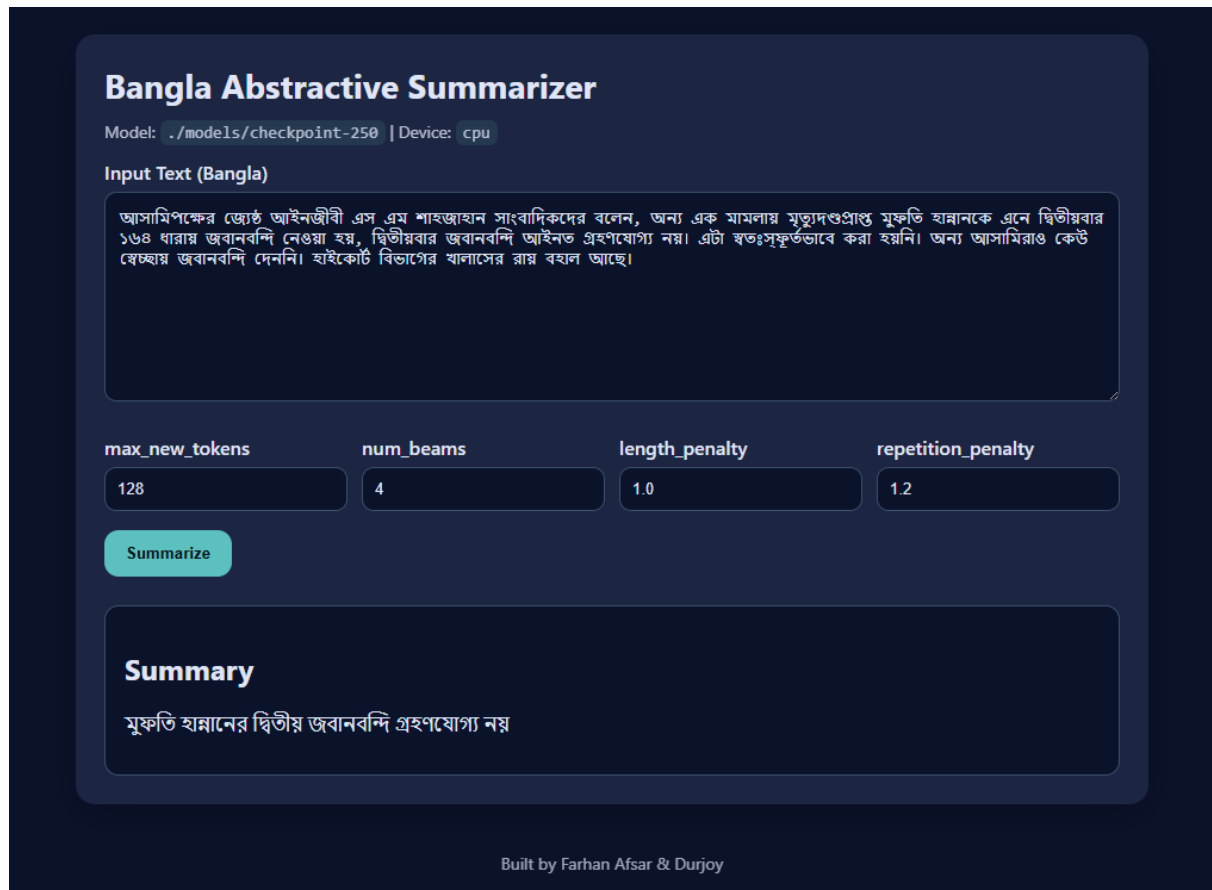 Bangla Abstractive Summarizer
Model: ./models/checkpoint-250 | Device: cpu
Input Text (Bangla)
আসামিপক্ষের জ্যেষ্ঠ আইনজীবী এস এম শাহজাহান সাংবাদিকদের বলেন, অন্য এক মামলায় মৃত্যুদণ্ডপ্রাপ্ত মুফতি হান্নানকে এনে দ্বিতীয়বার
১৬৪ ধারায় জবানবন্দি নেওয়া হয়, দ্বিতীয়বার জবানবন্দি আইনত গ্রহণযোগ্য নয়। এটা স্বতঃস্ফূর্তভাবে করা হয়নি। অন্য আসামিরাও কেউ
স্বেচ্ছায় জবানবন্দি দেননি। হাইকোর্ট বিভাগের খালাসের রায় বহাল আছে।
max_new_tokens num_beams length_penalty repetition_penalty
128 4 1.0 1.2
Summarize
Summary
মুফতি হান্নানের দ্বিতীয় জবানবন্দি গ্রহণযোগ্য নয়
Built by Farhan Afsar & Durjoy